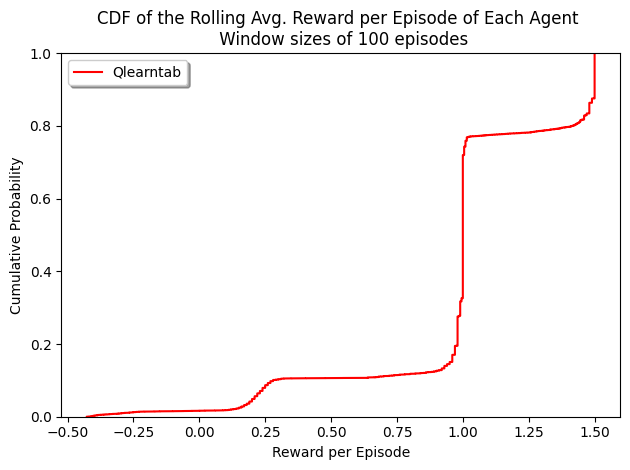 CDF of the Rolling Avg. Reward per Episode of Each Agent
Window sizes of 100 episodes
Qlearntab
Cumulative Probability
1.0
0.8
0.6
0.4
0.2
0.0
−0.50 −0.25 0.00 0.25 0.50 0.75 1.00 1.25 1.50
Reward per Episode